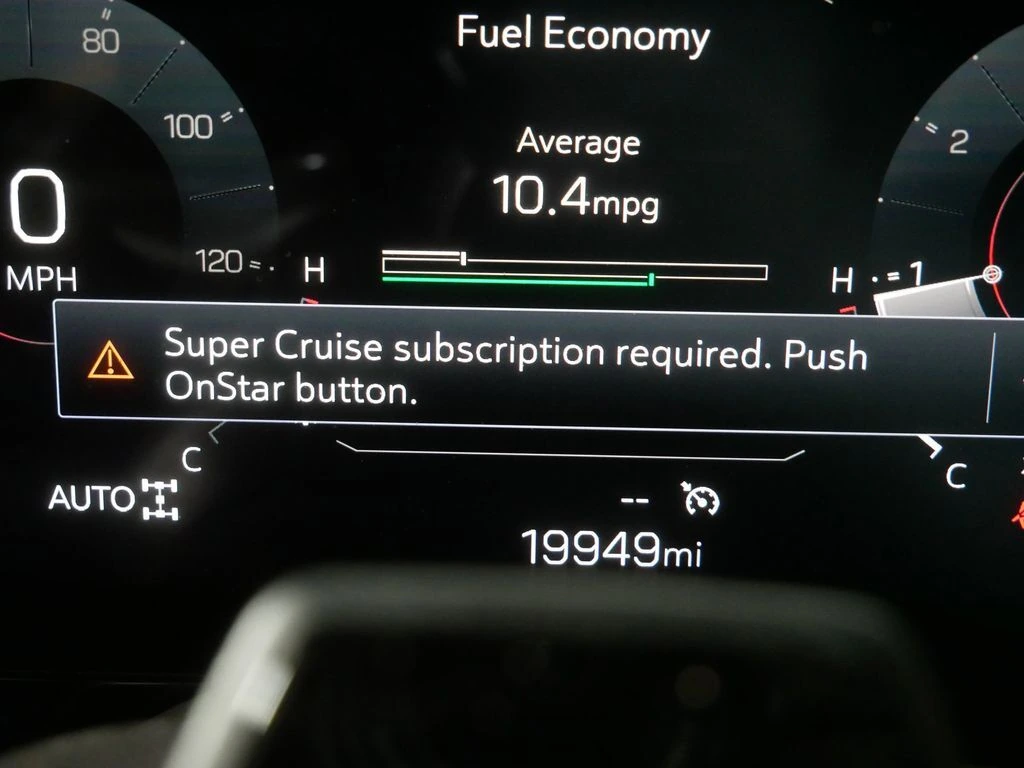 Fuel Economy
80
100
Average
2
0
10.4mpg
MPH
120
H
H
1
Super Cruise subscription required. Push
OnStar button.
C
C
AUTO
--
19949mi